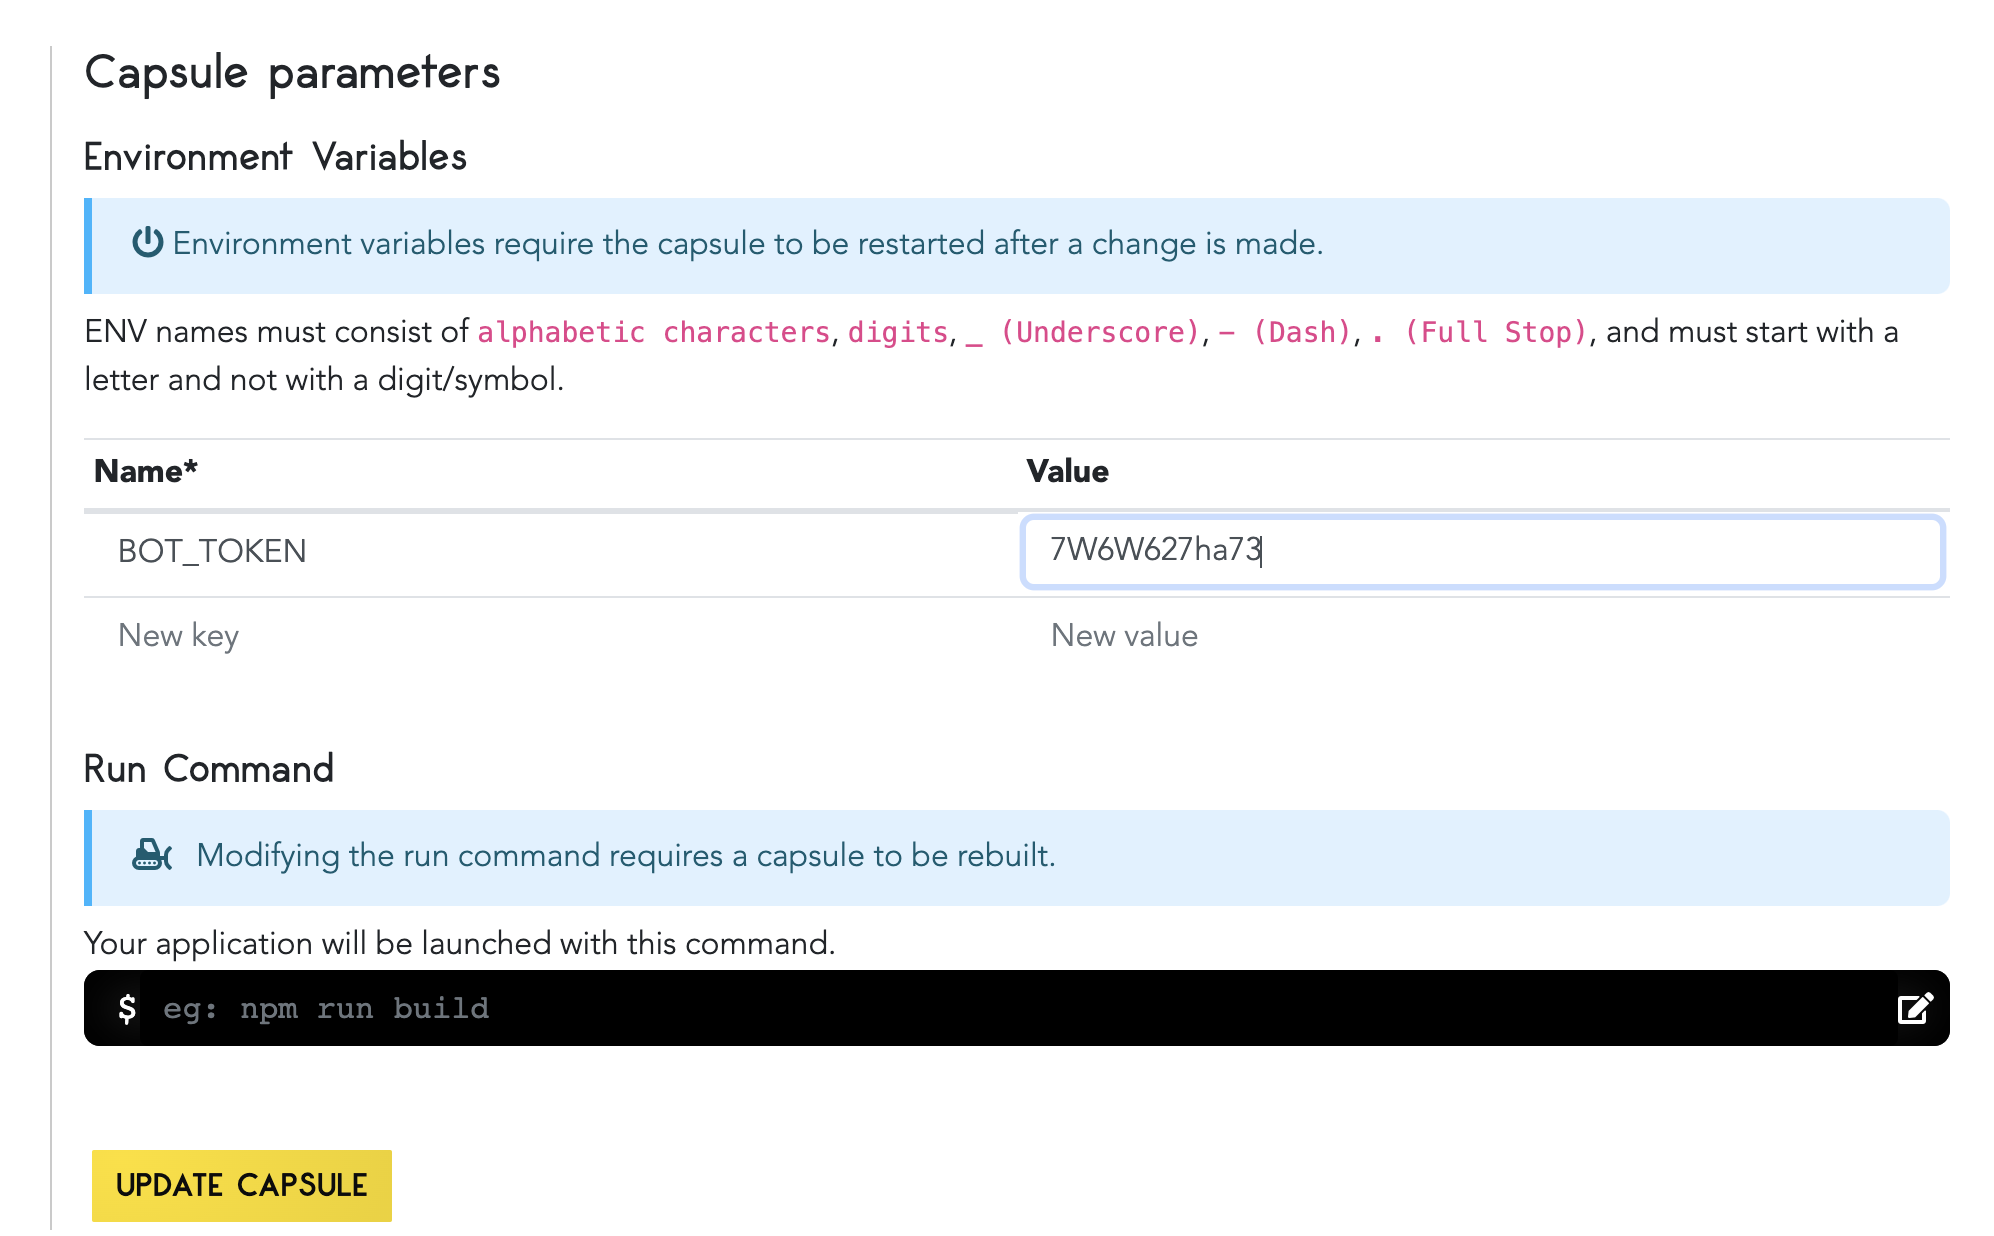 Capsule parameters
Environment Variables
Environment variables require the capsule to be restarted after a change is made.
ENV names must consist of alphabetic characters, digits, _ (Underscore), - (Dash), . (Full Stop), and must start with a
letter and not with a digit/symbol.
Name* Value
BOT_TOKEN 7W6W627ha73
New key New value
Run Command
Modifying the run command requires a capsule to be rebuilt.
Your application will be launched with this command.
$ eg: npm run build
UPDATE CAPSULE